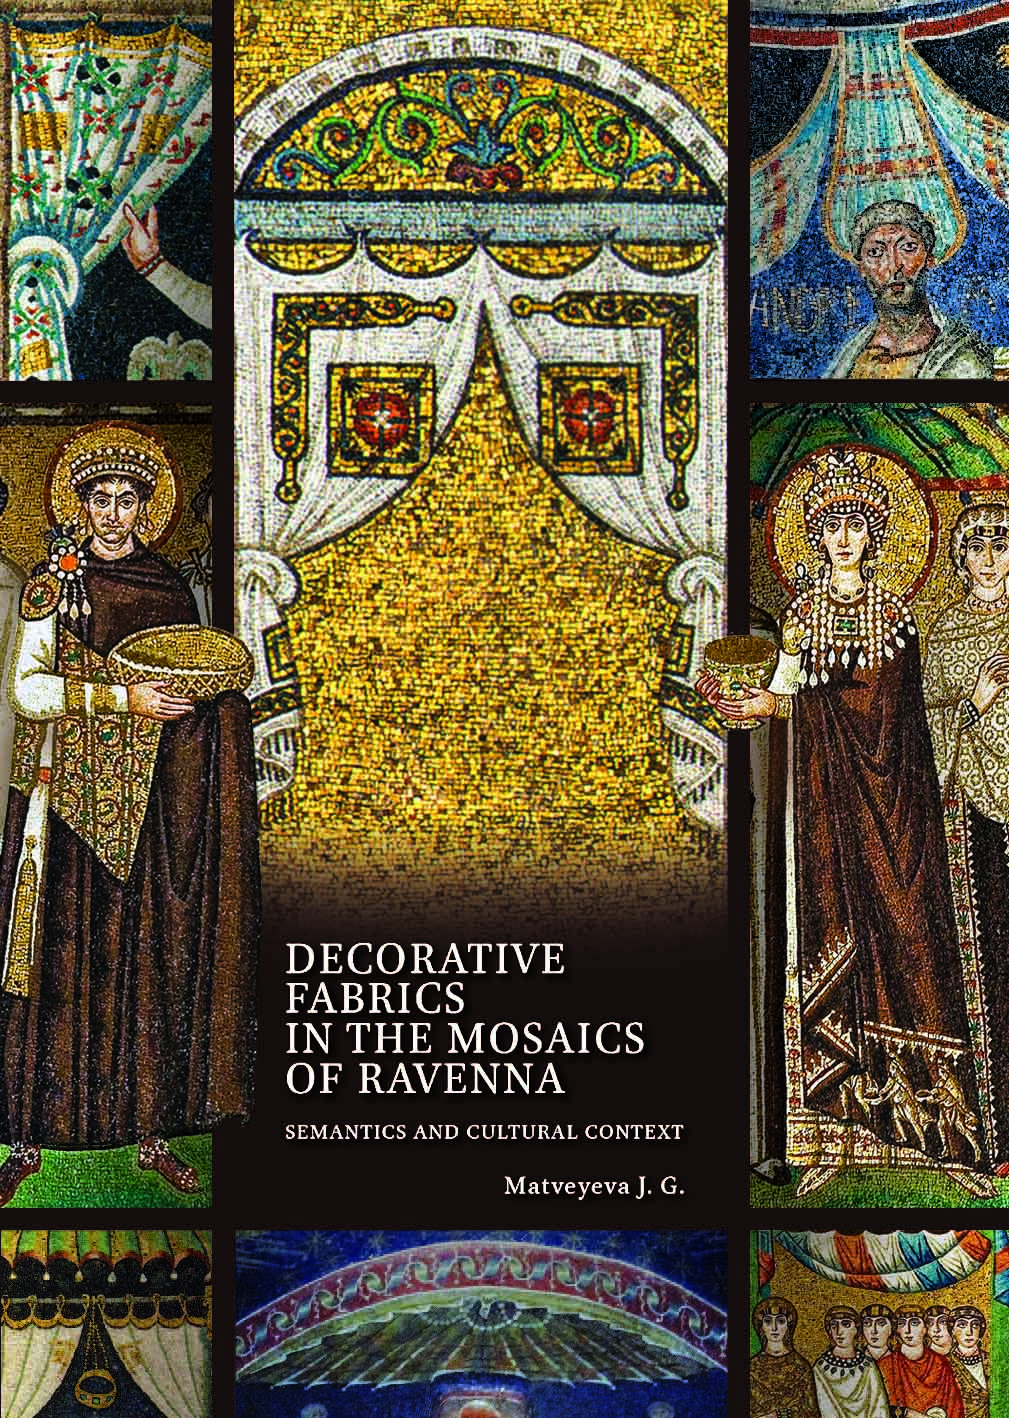 DECORATIVE
FABRICS
IN THE MOSAICS
OF RAVENNA
SEMANTICS AND CULTURAL CONTEXT
Matveyeva J. G.